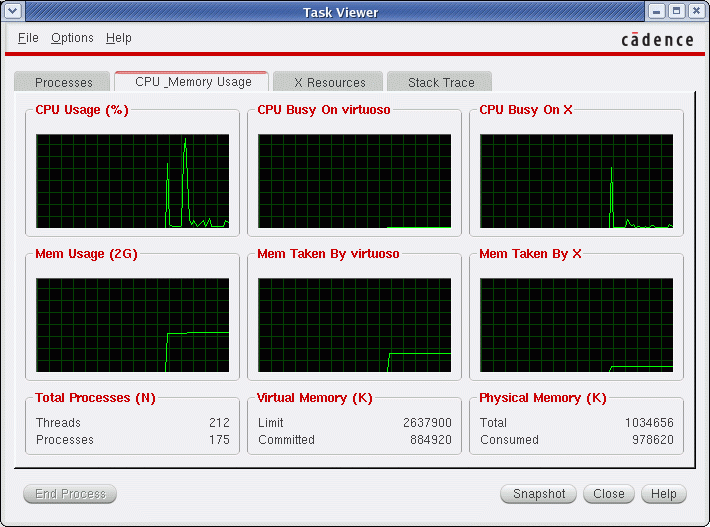 Task Viewer
File Options Help
cādence
Processes CPU _Memory Usage X Resources Stack Trace
CPU Usage (%) CPU Busy On virtuoso CPU Busy On X
Mem Usage (2G) Mem Taken By virtuoso Mem Taken By X
Total Processes (N) Virtual Memory (K) Physical Memory (K)
Threads 212 Limit 2637900 Total 1034656
Processes 175 Committed 884920 Consumed 978620
End Process Snapshot Close Help